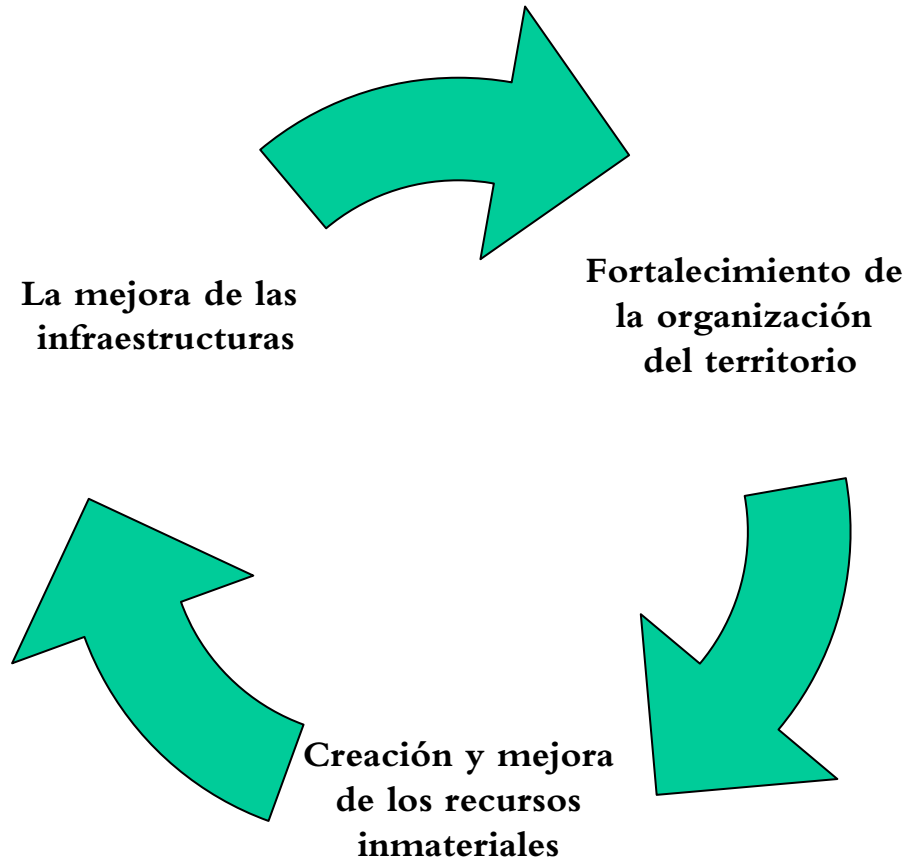 La mejora de las
infraestructuras
Fortalecimiento de
la organización
del territorio
Creación y mejora
de los recursos
inmateriales